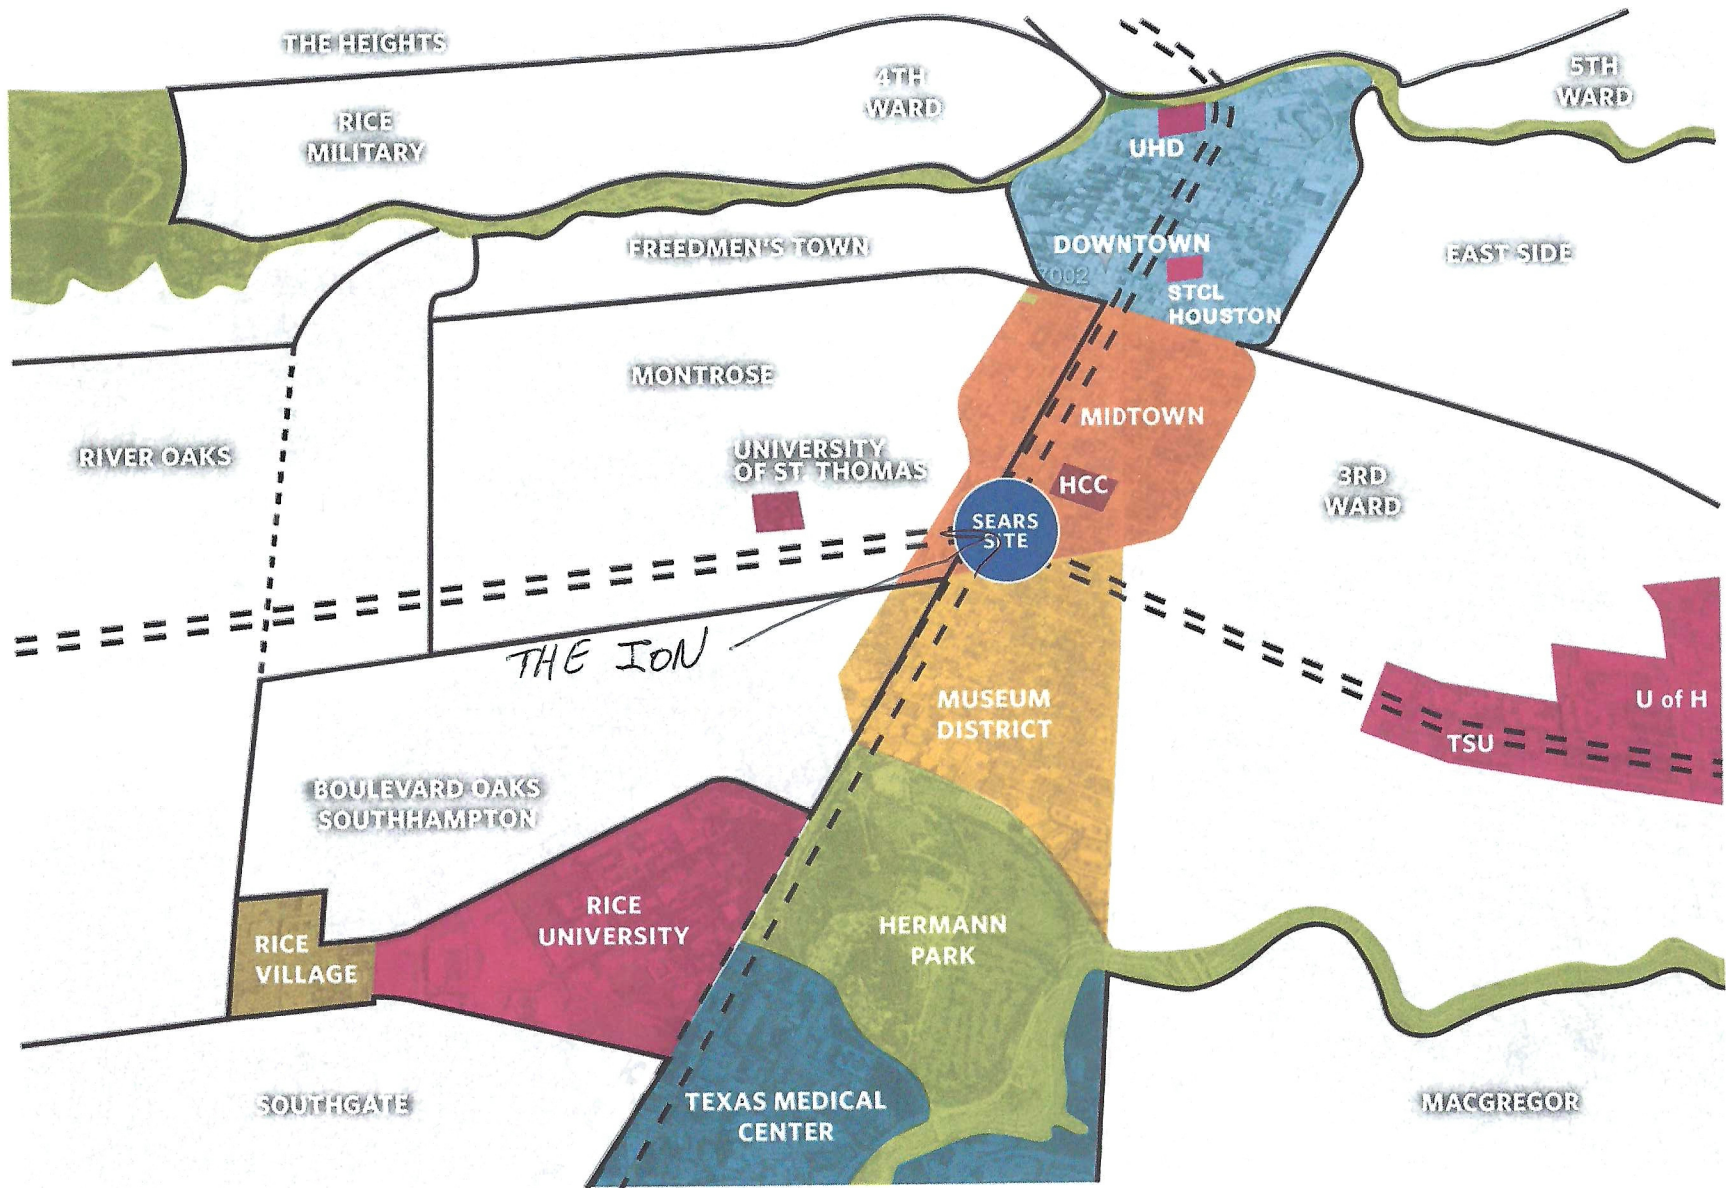 THE HEIGHTS
4TH
WARD
5TH
WARD
RICE
MILITARY
UHD
FREEDMEN'S TOWN
DOWNTOWN
EAST SIDE
STCL
HOUSTON
MONTROSE
MIDTOWN
RIVER OAKS
UNIVERSITY
OF ST THOMAS
HCC
3RD
WARD
SEARS
SITE
THE ION
MUSEUM
DISTRICT
U of H
TSU
BOULEVARD OAKS
SOUTHHAMPTON
RICE
UNIVERSITY
HERMANN
PARK
RICE
VILLAGE
TEXAS MEDICAL
CENTER
SOUTHGATE
MACGREGOR